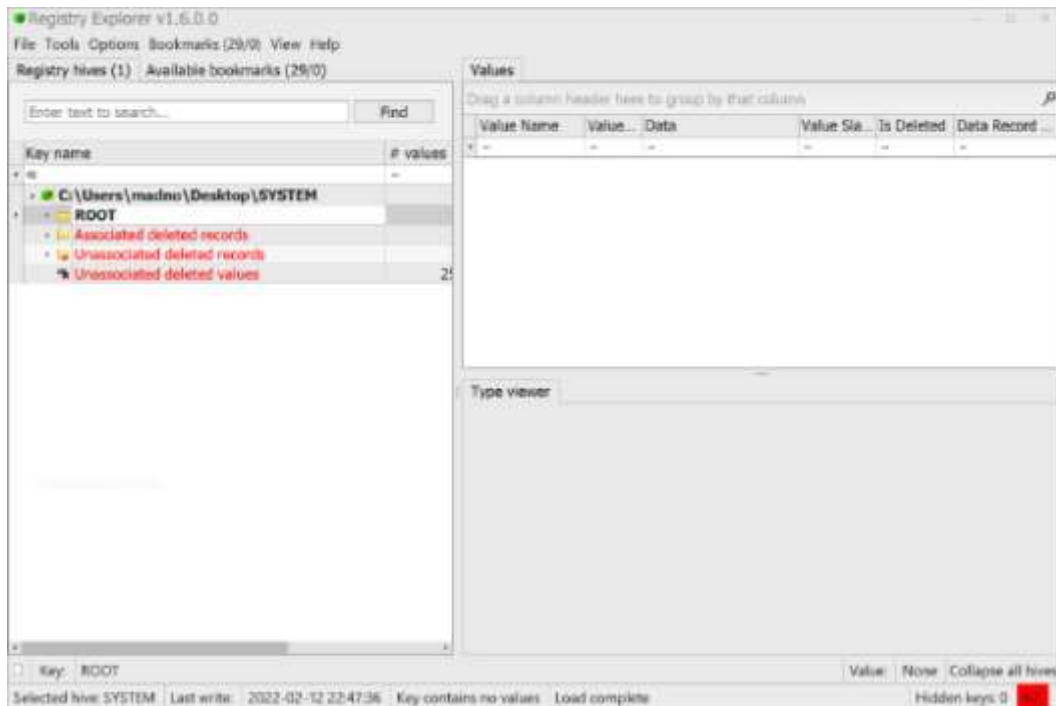 Registry Explorer v1.6.0.0
File Tools Options Bookmarks (29/0) View Help
Registry hives (1) Available bookmarks (29/0)
Enter text to search...
Find
Key name
# values
C:\Users\madno\Desktop\SYSTEM
ROOT
Associated deleted records
Unassociated deleted records
Unassociated deleted values
Values
Drag a column header here to group by that column
Value Name Value... Data Value Sla... Is Deleted Data Record ...
Type viewer
Key: ROOT
Value: None Collapse all hives
Selected hive: SYSTEM Last write: 2022-02-12 22:47:36 Key contains no values Load complete
Hidden keys: 0